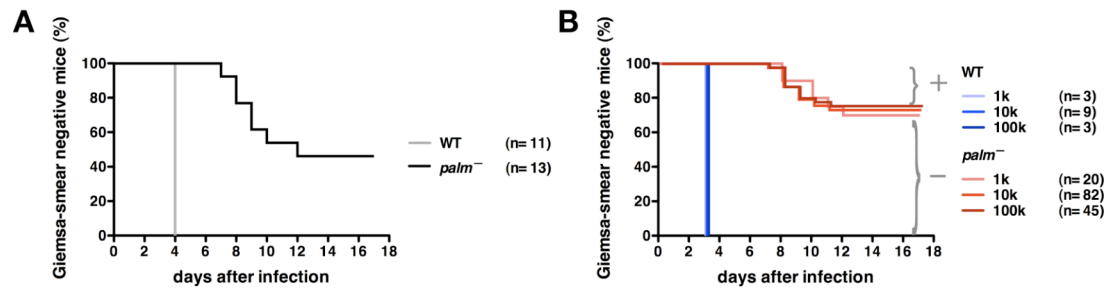 A
Giemsa-smear negative mice (%)
100
80
60
40
20
0
0 2 4 6 8 10 12 14 16 18
days after infection
WT (n= 11)
palm− (n= 13)
B
Giemsa-smear negative mice (%)
100
80
60
40
20
0
0 2 4 6 8 10 12 14 16 18
days after infection
+
−
WT
1k (n= 3)
10k (n= 9)
100k (n= 3)
palm−
1k (n= 20)
10k (n= 82)
100k (n= 45)